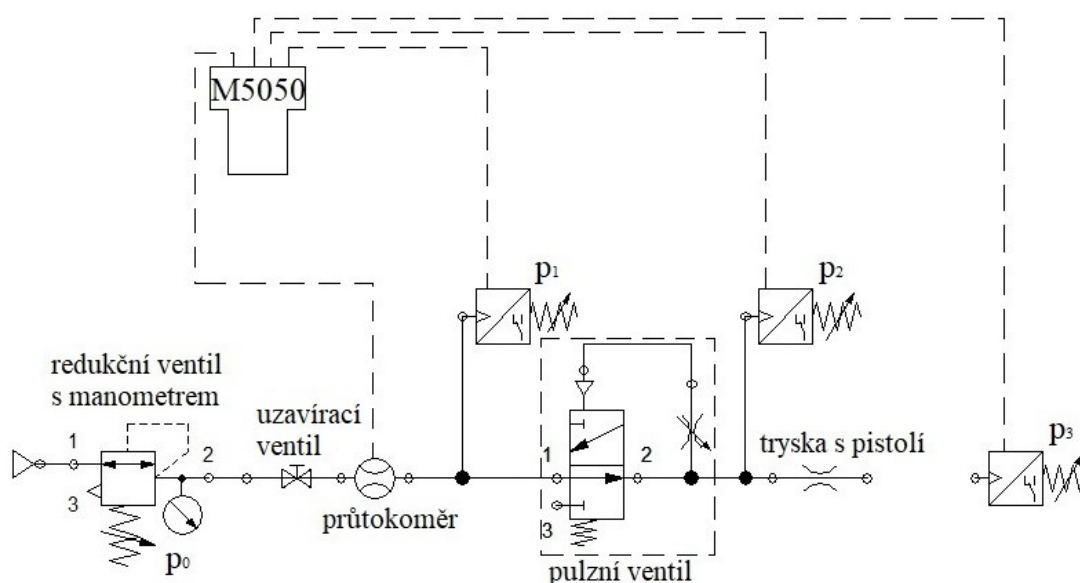 M5050
p1
p2
redukční ventil
s manometrem
uzavírací
ventil
1
2
3
p0
průtokoměr
1
2
3
pulzní ventil
tryska s pistolí
p3